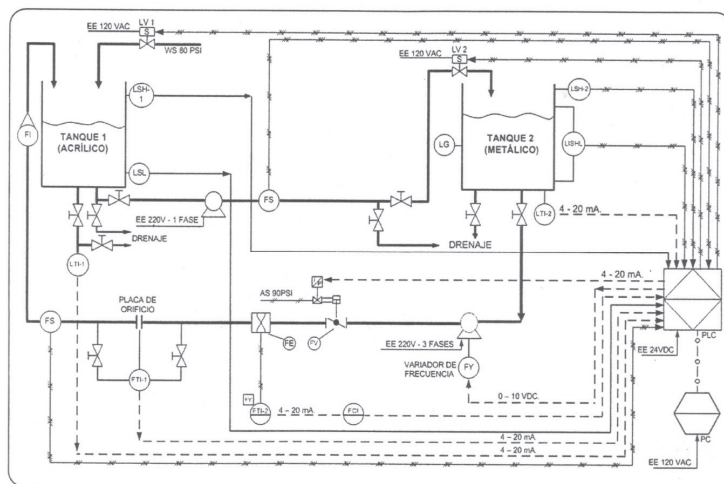 EE 120 VAC
LV 1
S
WS 80 PSI
EE 120 VAC
LV 2
S
LSH-1
LSH-2
FI
TANQUE 1
(ACRÍLICO)
TANQUE 2
(METÁLICO)
LG
LISHL
LSL
FS
LTI-2
4 - 20 mA.
EE 220V - 1 FASE
DRENAJE
DRENAJE
LTI-1
4 - 20 mA.
AS 90PSI
PLACA DE
ORIFICIO
FS
FE
FV
EE 220V - 3 FASES
PLC
EE 24VDC
VARIADOR DE
FRECUENCIA
FY
0 – 10 VDC.
FTI-1
FY
FTI-2
4 – 20 mA.
FCI
4 – 20 mA.
4 – 20 mA.
PC
EE 120 VAC